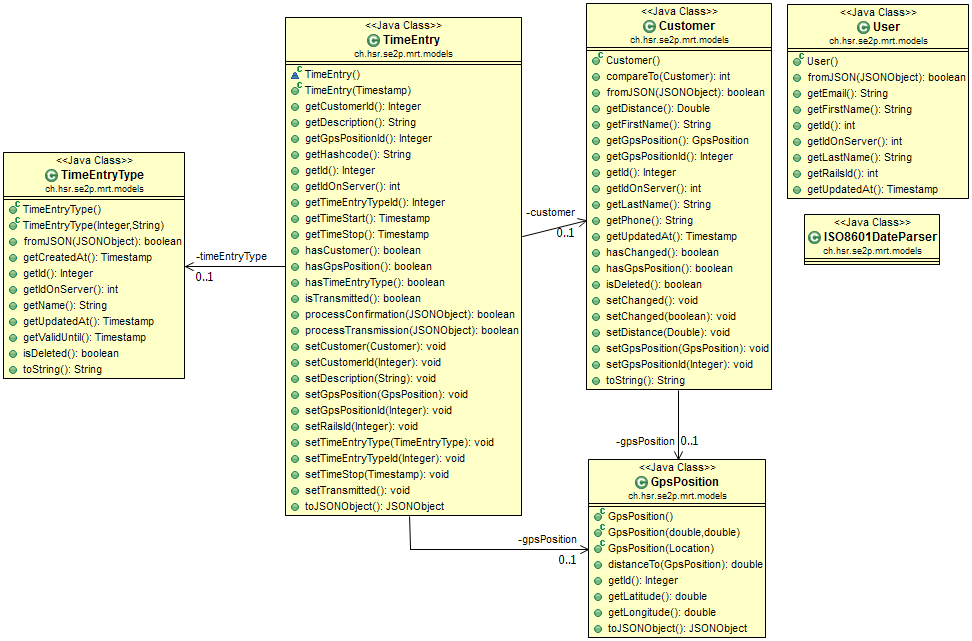 <<Java Class>>
TimeEntryType
ch.hsr.se2p.mrt.models
TimeEntryType()
TimeEntryType(Integer,String)
fromJSON(JSONObject): boolean
getCreatedAt(): Timestamp
getId(): Integer
getIdOnServer(): int
getName(): String
getUpdatedAt(): Timestamp
getValidUntil(): Timestamp
isDeleted(): boolean
toString(): String
-timeEntryType
0..1
<<Java Class>>
TimeEntry
ch.hsr.se2p.mrt.models
TimeEntry()
TimeEntry(Timestamp)
getCustomerId(): Integer
getDescription(): String
getGpsPositionId(): Integer
getHashcode(): String
getId(): Integer
getIdOnServer(): int
getTimeEntryTypeId(): Integer
getTimeStart(): Timestamp
getTimeStop(): Timestamp
hasCustomer(): boolean
hasGpsPosition(): boolean
hasTimeEntryType(): boolean
isTransmitted(): boolean
processConfirmation(JSONObject): boolean
processTransmission(JSONObject): boolean
setCustomer(Customer): void
setCustomerId(Integer): void
setDescription(String): void
setGpsPosition(GpsPosition): void
setGpsPositionId(Integer): void
setRailsId(Integer): void
setTimeEntryType(TimeEntryType): void
setTimeEntryTypeId(Integer): void
setTimeStop(Timestamp): void
setTransmitted(): void
toJSONObject(): JSONObject
-customer
0..1
-gpsPosition
0..1
<<Java Class>>
Customer
ch.hsr.se2p.mrt.models
Customer()
compareTo(Customer): int
fromJSON(JSONObject): boolean
getDistance(): Double
getFirstName(): String
getGpsPosition(): GpsPosition
getGpsPositionId(): Integer
getId(): Integer
getIdOnServer(): int
getLastName(): String
getPhone(): String
getUpdatedAt(): Timestamp
hasChanged(): boolean
hasGpsPosition(): boolean
isDeleted(): boolean
setChanged(): void
setChanged(boolean): void
setDistance(Double): void
setGpsPosition(GpsPosition): void
setGpsPositionId(Integer): void
toString(): String
-gpsPosition 0..1
<<Java Class>>
GpsPosition
ch.hsr.se2p.mrt.models
GpsPosition()
GpsPosition(double,double)
GpsPosition(Location)
distanceTo(GpsPosition): double
getId(): Integer
getLatitude(): double
getLongitude(): double
toJSONObject(): JSONObject
<<Java Class>>
User
ch.hsr.se2p.mrt.models
User()
fromJSON(JSONObject): boolean
getEmail(): String
getFirstName(): String
getId(): int
getIdOnServer(): int
getLastName(): String
getRailsId(): int
getUpdatedAt(): Timestamp
<<Java Class>>
ISO8601DateParser
ch.hsr.se2p.mrt.models